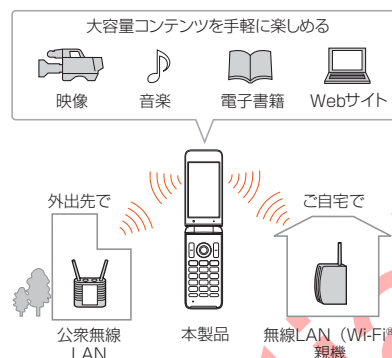 大容量コンテンツを手軽に楽しめる
映像
音楽
電子書籍
Webサイト
外出先で
ご自宅で
公衆無線
LAN
本製品
無線LAN（Wi-Fi®
親機